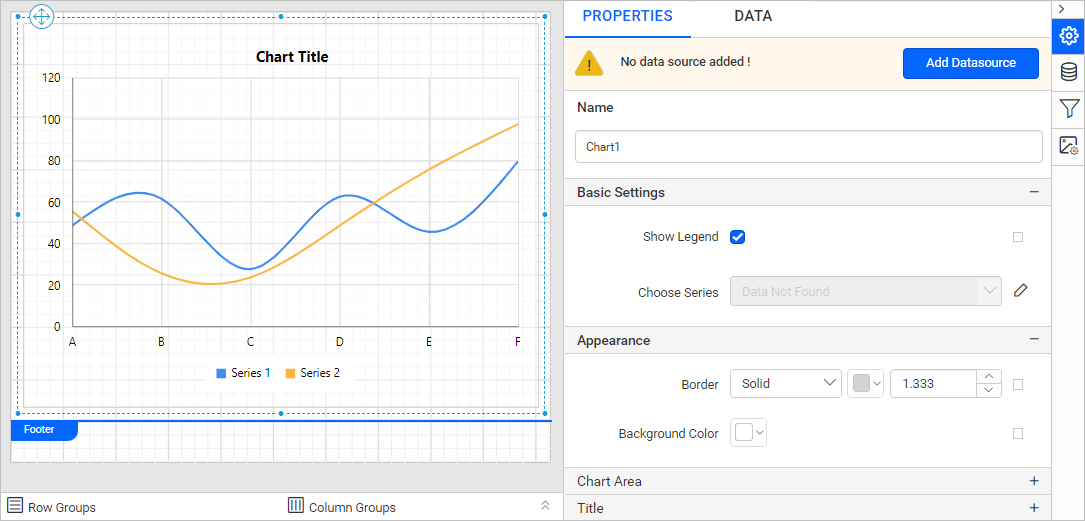 Chart Title
120
100
80
60
40
20
0
A B C D E F
Series 1 Series 2
Footer
Row Groups Column Groups
PROPERTIES DATA
No data source added !
Add Datasource
Name
Chart1
Basic Settings
Show Legend
Choose Series Data Not Found
Appearance
Border Solid 1.333
Background Color
Chart Area
Title